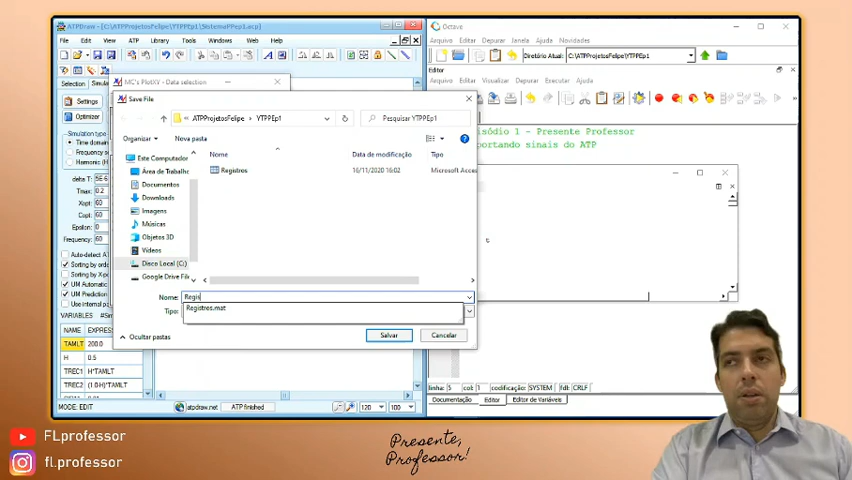 ATPDraw - [C:\ATPProjetosFelipe\YTPPEp1\SistemaPPEp1.acp]
File Edit View ATP Library Tools Windows Web Help
Selection Simul
MC's PlotXY - Data selection
Save File
ATPProjetosFelipe > YTPPEp1
Pesquisar YTPPEp1
Organizar Nova pasta
Este Computador
Área de Trabalho
Documentos
Downloads
Imagens
Músicas
Objetos 3D
Vídeos
Disco Local (C:)
Google Drive File
Nome Data de modificação Tipo
Registros 16/11/2020 16:02 Microsoft Acces
Nome: Regis
Registros.mat
Tipo:
Ocultar pastas Salvar Cancelar
Settings
Optimizer
Simulation type
Time domain
Frequency s
Harmonic (H
delta T: 5E-6
Tmax: 0.2
Xopt: 60
Copt: 60
Epsilon: 0
Frequency: 60
Auto-detect
Sorting by
Sorting by X-po
UM Automatic
UM Prediction
Use internal p
VARIABLES
NAME EXPRES
TAMLT 200.0
H 0.5
TREC1 H*TAMLT
TREC2 (1.0-H)*TAMLT
MODE: EDIT atpdraw.net ATP finished 120 100
Octave
Arquivo Editar Depurar Janela Ajuda Novidades
Diretório Atual: C:\ATPProjetosFelipe\YTPPEp1
Editor
Arquivo Editar Visualizar Depurar Executar Ajuda
isódio 1 - Presente Professor
portando sinais do ATP
linha: 5 col: 1 codificação: SYSTEM fdl: CRLF
Documentação Editor Editor de Variáveis
FLprofessor
fl.professor
Presente,
Professor!